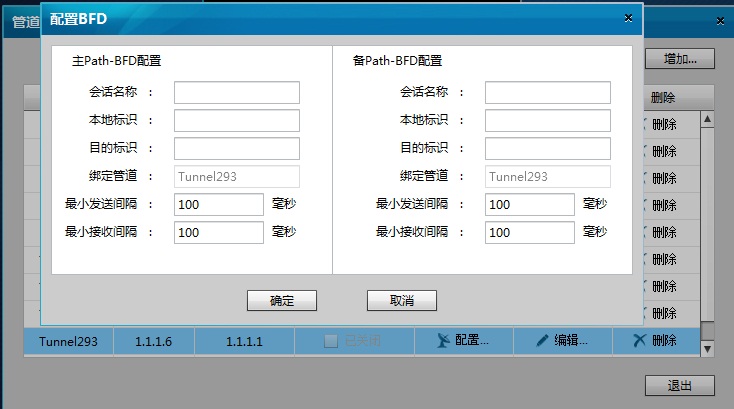 管道
配置BFD
增加...
主Path-BFD配置
备Path-BFD配置
会话名称 :
会话名称 :
本地标识 :
本地标识 :
目的标识 :
目的标识 :
绑定管道 : Tunnel293
绑定管道 : Tunnel293
最小发送间隔 : 100 毫秒
最小发送间隔 : 100 毫秒
最小接收间隔 : 100 毫秒
最小接收间隔 : 100 毫秒
确定
取消
删除
删除
删除
删除
删除
删除
删除
删除
删除
Tunnel293 1.1.1.6 1.1.1.1 已关闭 配置... 编辑... 删除
退出